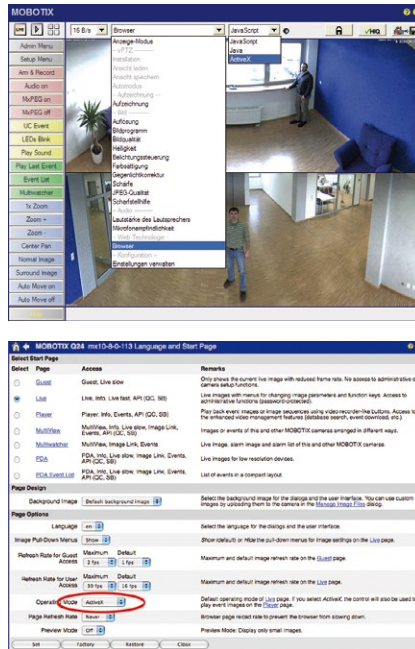 MOBOTIX
16 B/s
Browser
JavaScript
HiRQ
Admin Menu
Setup Menu
Arm & Record
Audio on
MxPEG on
MxPEG off
UC Event
LEDs Blink
Play Sound
Play Last Event
Event List
Multiwatcher
1x Zoom
Zoom +
Zoom -
Center Pan
Normal Image
Surround Image
Auto Move on
Auto Move off
Anzeige-Modus
- vPTZ -
Installation
Ansicht laden
Ansicht speichern
Automodus
- Aufzeichnung -
Aufzeichnung
- Bild
Auflösung
Bildprogramm
Bildqualität
Helligkeit
Belichtungssteuerung
Farbsättigung
Gegenlichtkorrektur
Schärfe
JPEG-Qualität
Scharfstellhilfe
- Audio
Lautstärke des Lautsprechers
Mikrofonempfindlichkeit
- Web Technologie
Browser
- Konfiguration -
Einstellungen verwalten
JavaScript
Java
ActiveX
MOBOTIX Q24 mx10-8-0-113 Language and Start Page
Select Start Page
Select Page Access Remarks
Guest Guest, Live slow Only shows the current live image with reduced frame rate. No access to administrative or camera setup functions.
Live Live, Info, Live fast, API (QC, SB) Live images with menus for changing image parameters and function keys. Access to administrative functions (password-protected).
Player Player, Info, Events, API (QC, SB) Play back event images or image sequences using video recorder-like buttons. Access to the enhanced video management features (database search, event download, etc.).
MultiView MultiView, Info, Live slow, Image Link, Events, API (QC, SB) Images or events of this and other MOBOTIX cameras arranged in different ways.
Multiwatcher MultiView, Image Link, Events Live image, alarm image and alarm list of this and other MOBOTIX cameras.
PDA PDA, Info, Live slow, Image Link, Events, API (QC, SB) Live images for low resolution devices.
PDA Event List PDA, Info, Live slow, Image Link, Events, API (QC, SB) List of events in a compact layout.
Page Design
Background Image Default background image Select the background image for the dialogs and the user interface. You can use custom images by uploading them to the camera in the Manage Image Files dialog.
Page Options
Language en Select the language for the dialogs and the user interface.
Image Pull-Down Menus Show Show (default) or Hide the pull-down menus for image settings on the Live page.
Refresh Rate for Guest Access Maximum 2 fps Default 1 fps Maximum and default image refresh rate on the Guest page.
Refresh Rate for User Access Maximum 30 fps Default 16 fps Maximum and default image refresh rate on the Live page.
Operating Mode ActiveX Default operating mode of Live page. If you select ActiveX, the control will also be used to play event images on the Player page.
Page Refresh Rate Never Browser page reload rate to prevent the browser from slowing down.
Preview Mode Off Preview Mode: Display only small images.
Set Factory Restore Close